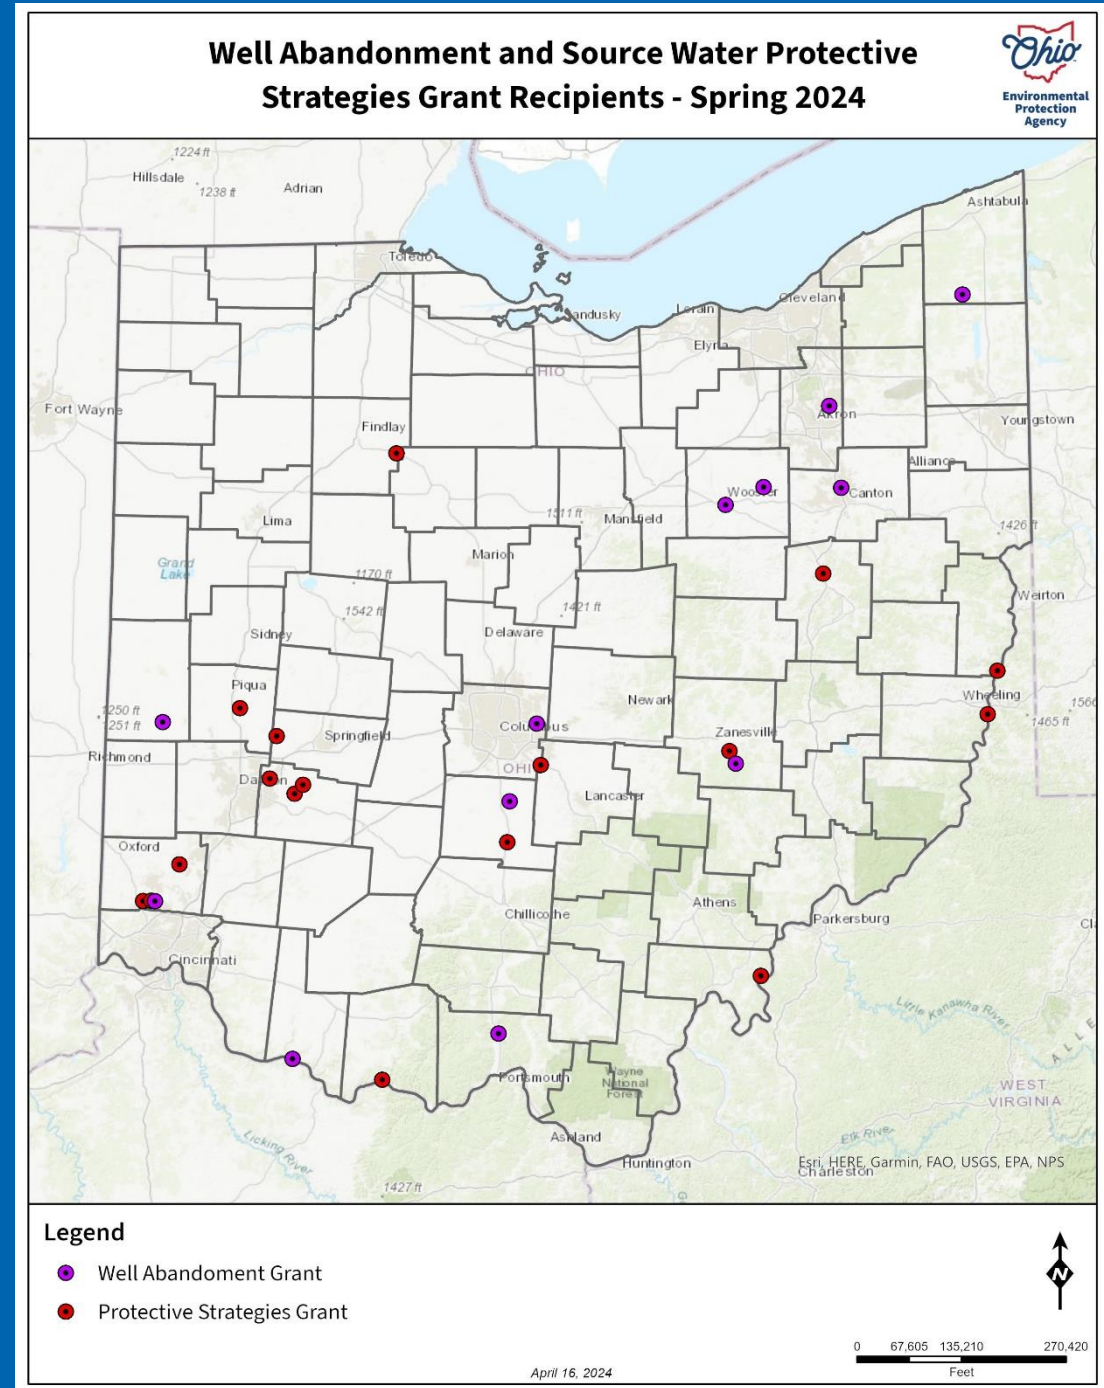 Well Abandonment and Source Water Protective
Strategies Grant Recipients - Spring 2024
Ohio
Environmental
Protection
Agency
1224 ft
Hillsdale
1238 ft
Adrian
Ashtabula
Toledo
Cleveland
Lorain
andusky
Elyria
OHIO
Fort Wayne
Akron
Youngstown
Findlay
Alliance
Wooster
Canton
1511 ft
Mansfield
Lima
1426 ft
Marion
Grand
Lake
1170 ft
Weirton
1542 ft
1421 ft
Sidney
Delaware
Piqua
Newark
Wheeling
1250 ft
1251 ft
1465 ft
1566
Columbus
Springfield
Zanesville
Richmond
OHIO
Dayton
Lancaster
Oxford
Athens
Chillicothe
Parkersburg
Cl
Cincinnati
Little Kanawha River
ALLE
Portsmouth
Wayne
National
Forest
WEST
VIRGINIA
Licking River
Ashland
Elk River
Huntington
Esri, HERE, Garmin, FAO, USGS, EPA, NPS
Charleston
1427 ft
G
Legend
Well Abandoment Grant
Protective Strategies Grant
N
0 67,605 135,210 270,420
Feet
April 16, 2024